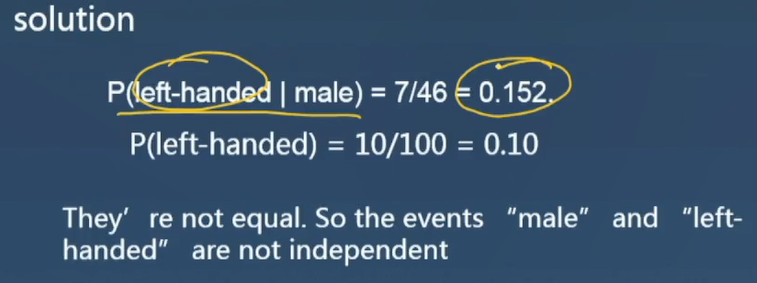 solution
P(left-handed | male) = 7/46 = 0.152.
P(left-handed) = 10/100 = 0.10
They’ re not equal. So the events “male” and “left-
handed” are not independent